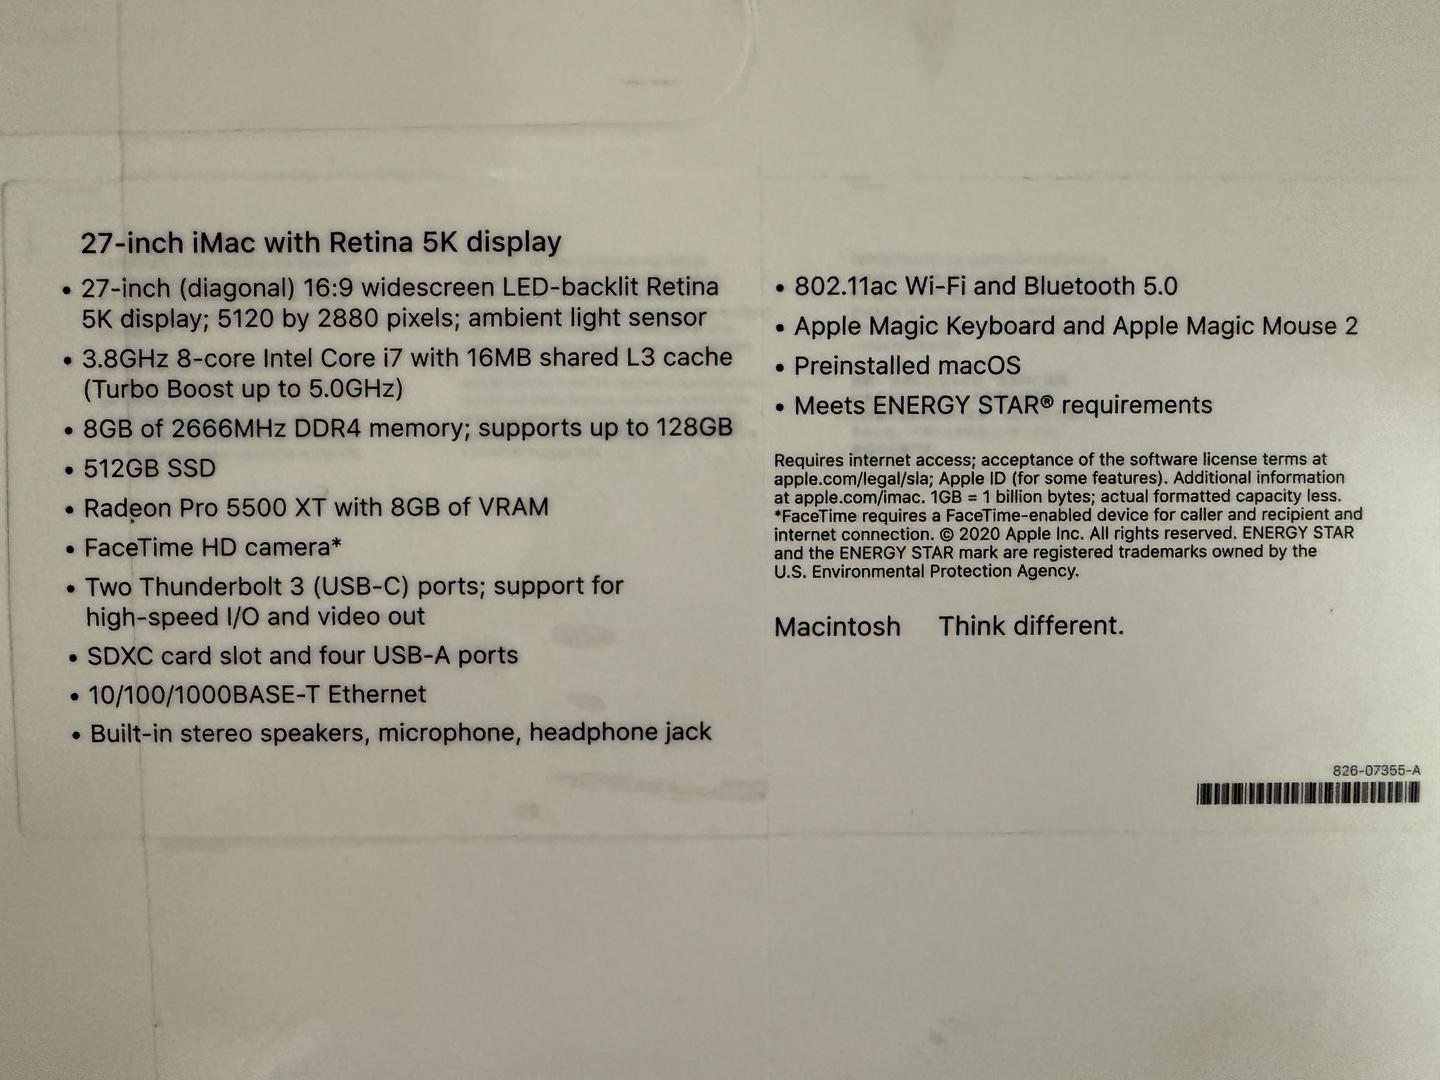 27-inch iMac with Retina 5K display
• 27-inch (diagonal) 16:9 widescreen LED-backlit Retina
5K display; 5120 by 2880 pixels; ambient light sensor
• 3.8GHz 8-core Intel Core i7 with 16MB shared L3 cache
(Turbo Boost up to 5.0GHz)
• 8GB of 2666MHz DDR4 memory; supports up to 128GB
• 512GB SSD
• Radeon Pro 5500 XT with 8GB of VRAM
• FaceTime HD camera*
• Two Thunderbolt 3 (USB-C) ports; support for
high-speed I/O and video out
• SDXC card slot and four USB-A ports
• 10/100/1000BASE-T Ethernet
• Built-in stereo speakers, microphone, headphone jack
• 802.11ac Wi-Fi and Bluetooth 5.0
• Apple Magic Keyboard and Apple Magic Mouse 2
• Preinstalled macOS
• Meets ENERGY STAR® requirements
Requires internet access; acceptance of the software license terms at
apple.com/legal/sla; Apple ID (for some features). Additional information
at apple.com/imac. 1GB = 1 billion bytes; actual formatted capacity less.
*FaceTime requires a FaceTime-enabled device for caller and recipient and
internet connection. © 2020 Apple Inc. All rights reserved. ENERGY STAR
and the ENERGY STAR mark are registered trademarks owned by the
U.S. Environmental Protection Agency.
Macintosh Think different.
826-07355-A